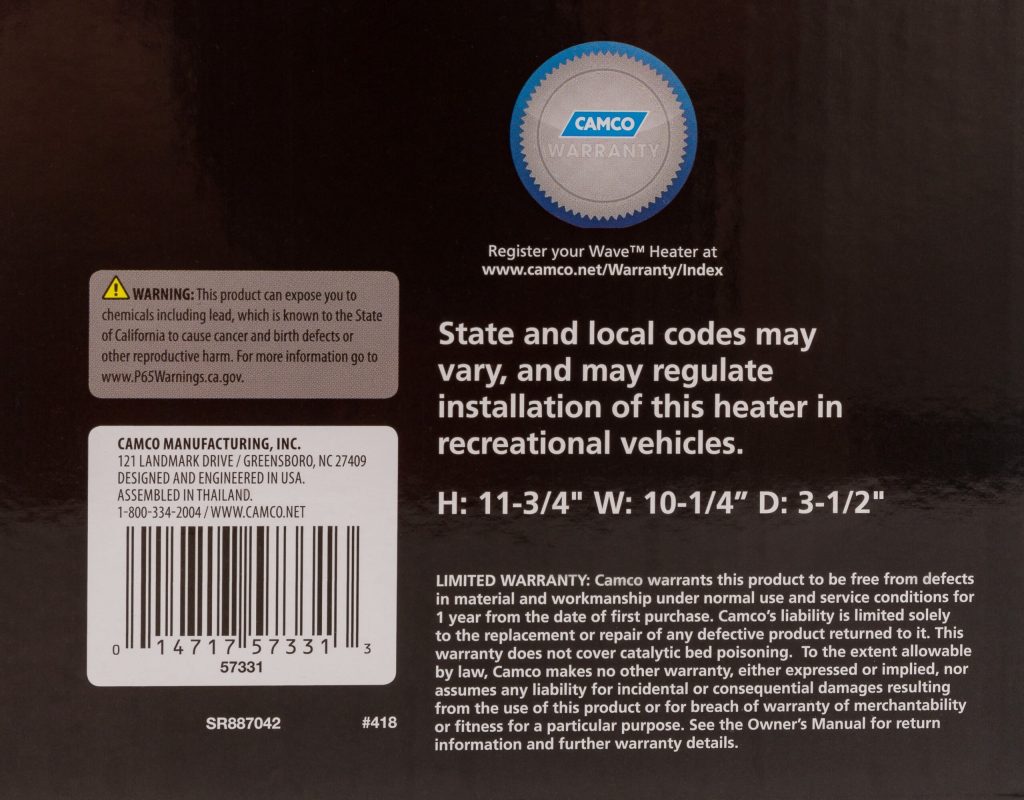 CAMCO
WARRANTY
Register your Wave™ Heater at
www.camco.net/Warranty/Index
WARNING: This product can expose you to
chemicals including lead, which is known to the State
of California to cause cancer and birth defects or
other reproductive harm. For more information go to
www.P65Warnings.ca.gov.
State and local codes may
vary, and may regulate
installation of this heater in
recreational vehicles.
H: 11-3/4" W: 10-1/4” D: 3-1/2"
CAMCO MANUFACTURING, INC.
121 LANDMARK DRIVE / GREENSBORO, NC 27409
DESIGNED AND ENGINEERED IN USA.
ASSEMBLED IN THAILAND.
1-800-334-2004 / WWW.CAMCO.NET
0 14717 57331 3
57331
SR887042 #418
LIMITED WARRANTY: Camco warrants this product to be free from defects
in material and workmanship under normal use and service conditions for
1 year from the date of first purchase. Camco's liability is limited solely
to the replacement or repair of any defective product returned to it. This
warranty does not cover catalytic bed poisoning. To the extent allowable
by law, Camco makes no other warranty, either expressed or implied, nor
assumes any liability for incidental or consequential damages resulting
from the use of this product or for breach of warranty of merchantability
or fitness for a particular purpose. See the Owner's Manual for return
information and further warranty details.